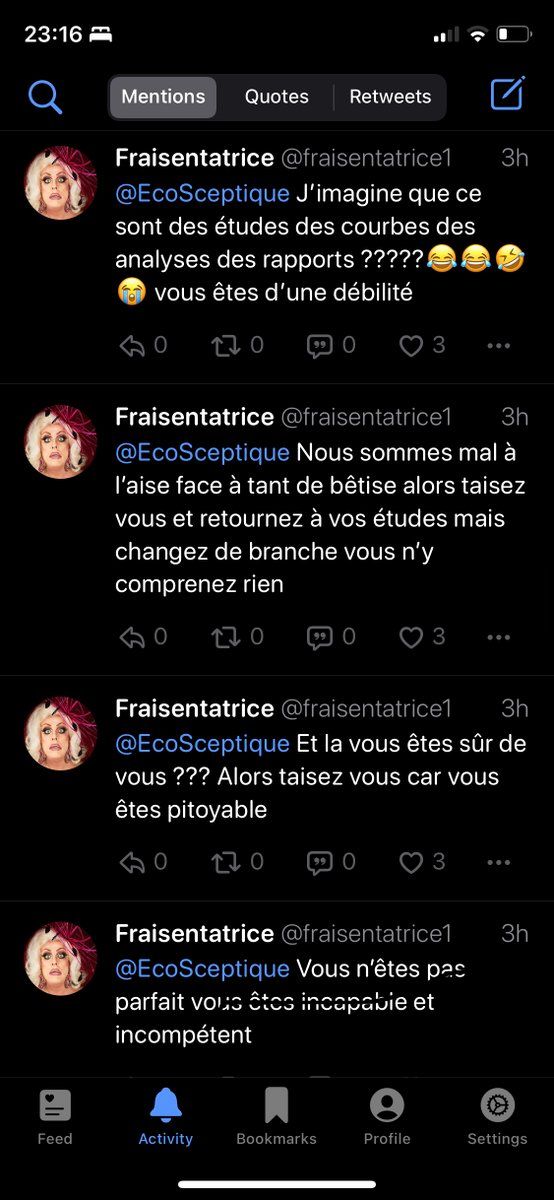 23:16
Mentions Quotes Retweets
Fraisentatrice @fraisentatrice1 3h
@EcoSceptique J’imagine que ce
sont des études des courbes des
analyses des rapports ?????😂😂🤣
😭 vous êtes d’une débilité
0 0 0 3
Fraisentatrice @fraisentatrice1 3h
@EcoSceptique Nous sommes mal à
l’aise face à tant de bêtise alors taisez
vous et retournez à vos études mais
changez de branche vous n’y
comprenez rien
0 0 0 3
Fraisentatrice @fraisentatrice1 3h
@EcoSceptique Et la vous êtes sûr de
vous ??? Alors taisez vous car vous
êtes pitoyable
0 0 0 3
Fraisentatrice @fraisentatrice1 3h
@EcoSceptique Vous n’êtes pas
parfait vous êtes incapable et
incompétent
Feed Activity Bookmarks Profile Settings